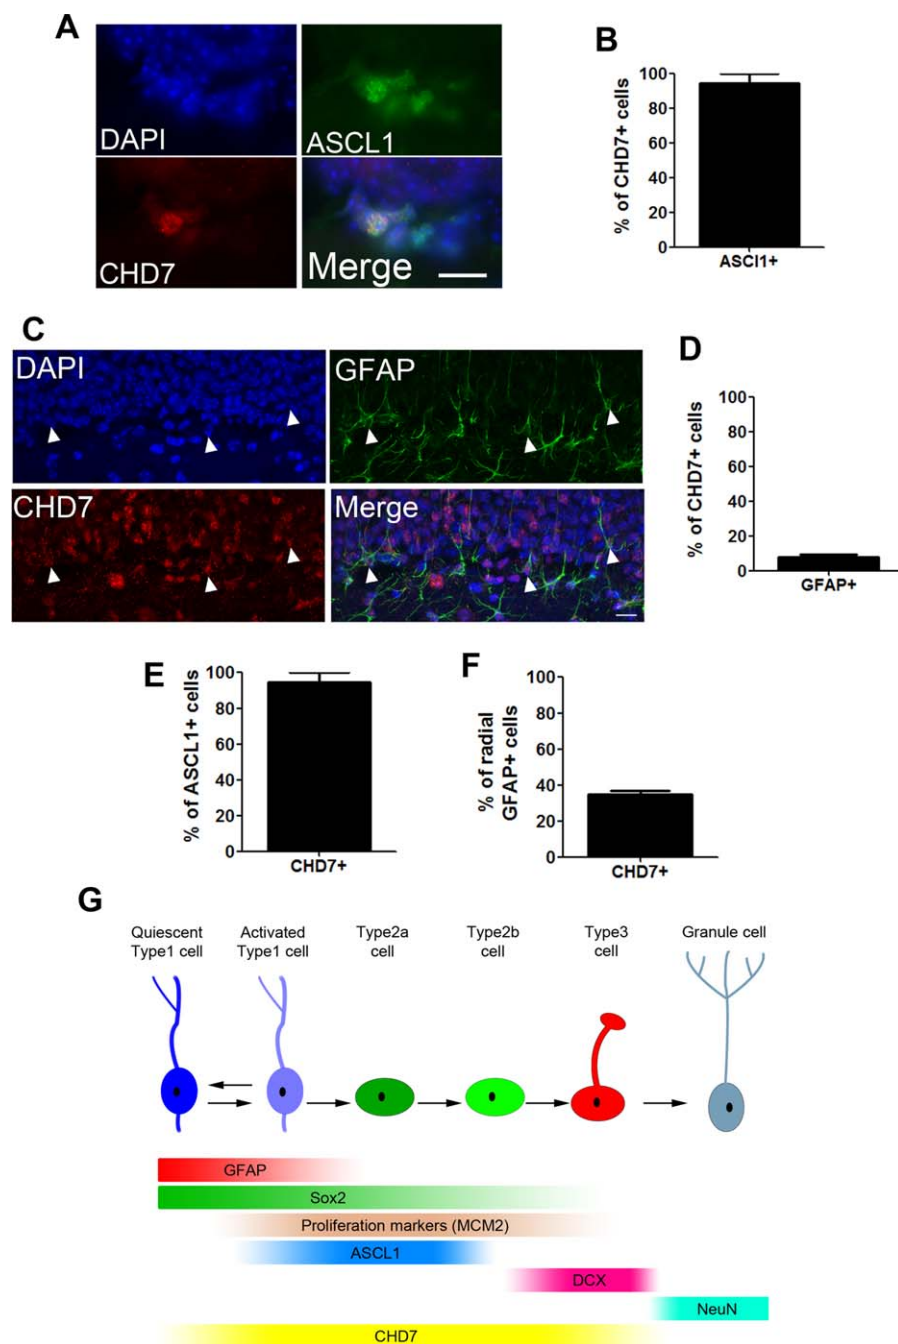 A
DAPI
ASCL1
CHD7
Merge
B
% of CHD7+ cells
100
80
60
40
20
0
ASCl1+
C
DAPI
GFAP
CHD7
Merge
D
% of CHD7+ cells
100
80
60
40
20
0
GFAP+
E
% of ASCL1+ cells
100
80
60
40
20
0
CHD7+
F
% of radial
GFAP+ cells
100
80
60
40
20
0
CHD7+
G
Quiescent
Type1 cell
Activated
Type1 cell
Type2a
cell
Type2b
cell
Type3
cell
Granule cell
GFAP
Sox2
Proliferation markers (MCM2)
ASCL1
DCX
NeuN
CHD7